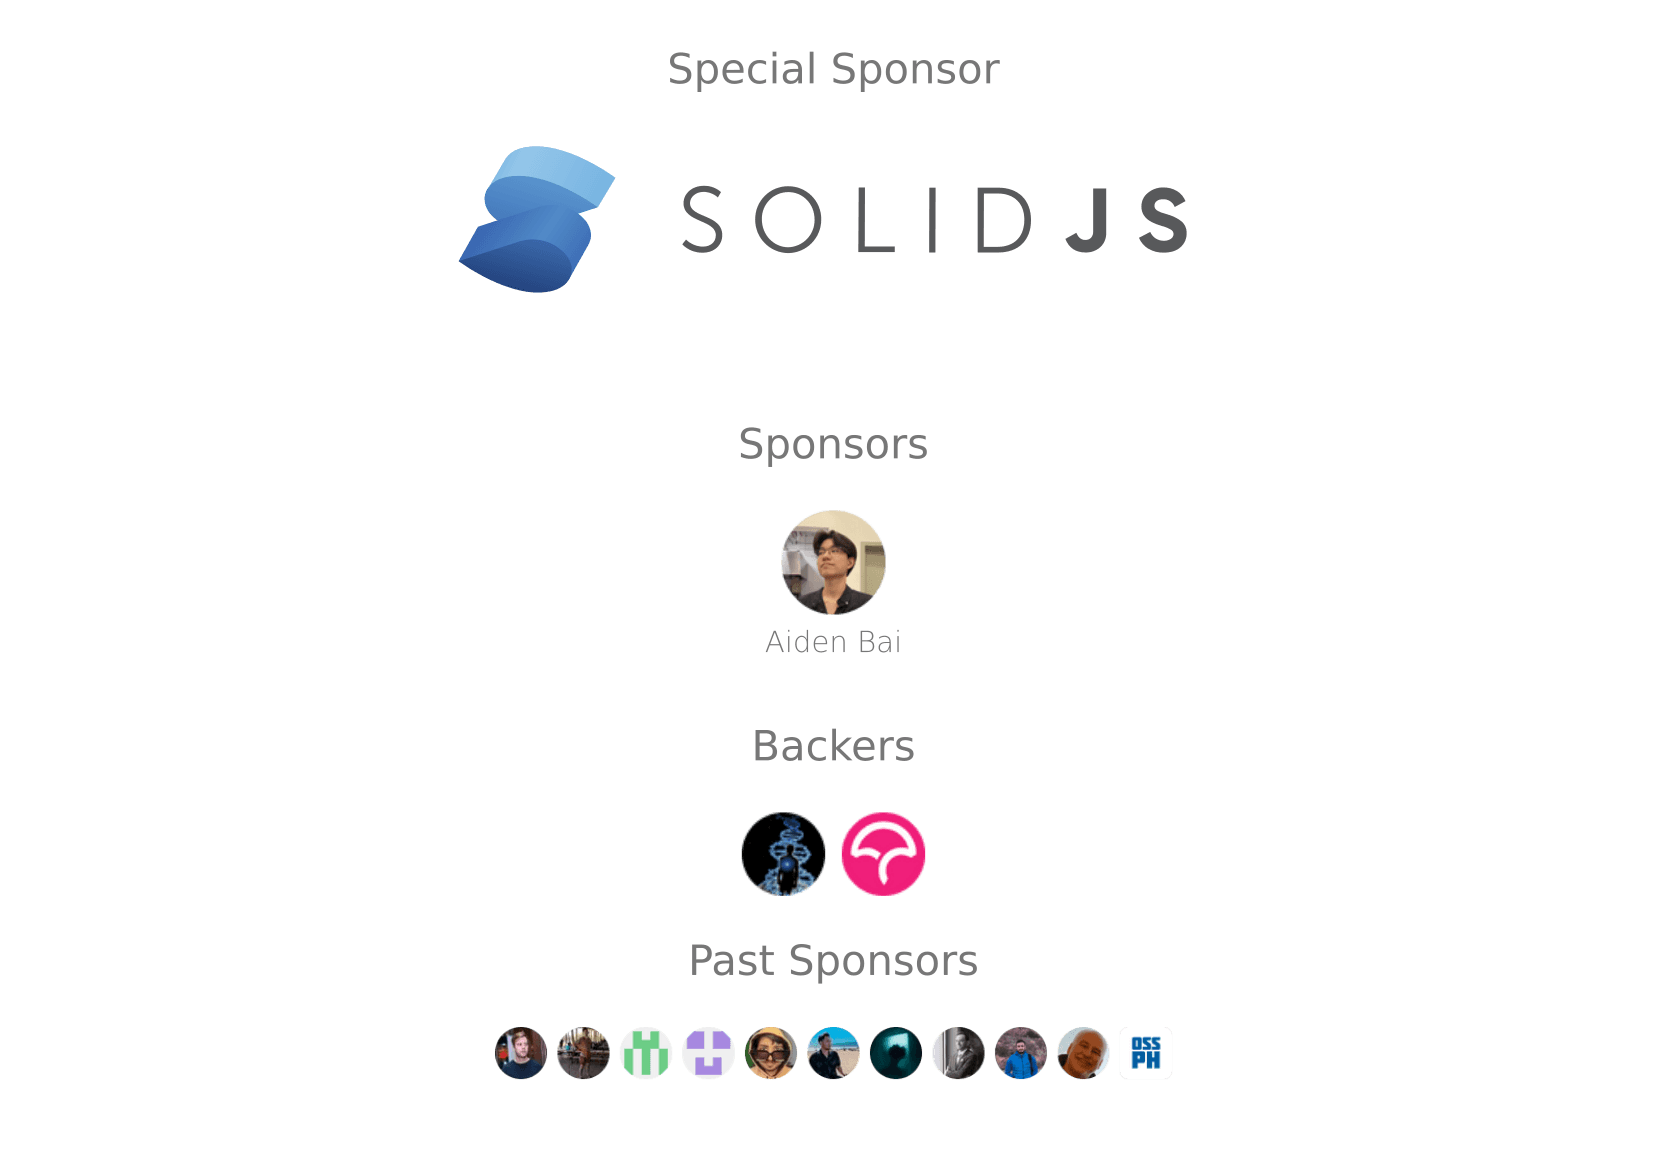 Special Sponsor
SOLIDJS
Sponsors
Aiden Bai
Backers
Past Sponsors
OSS
PH